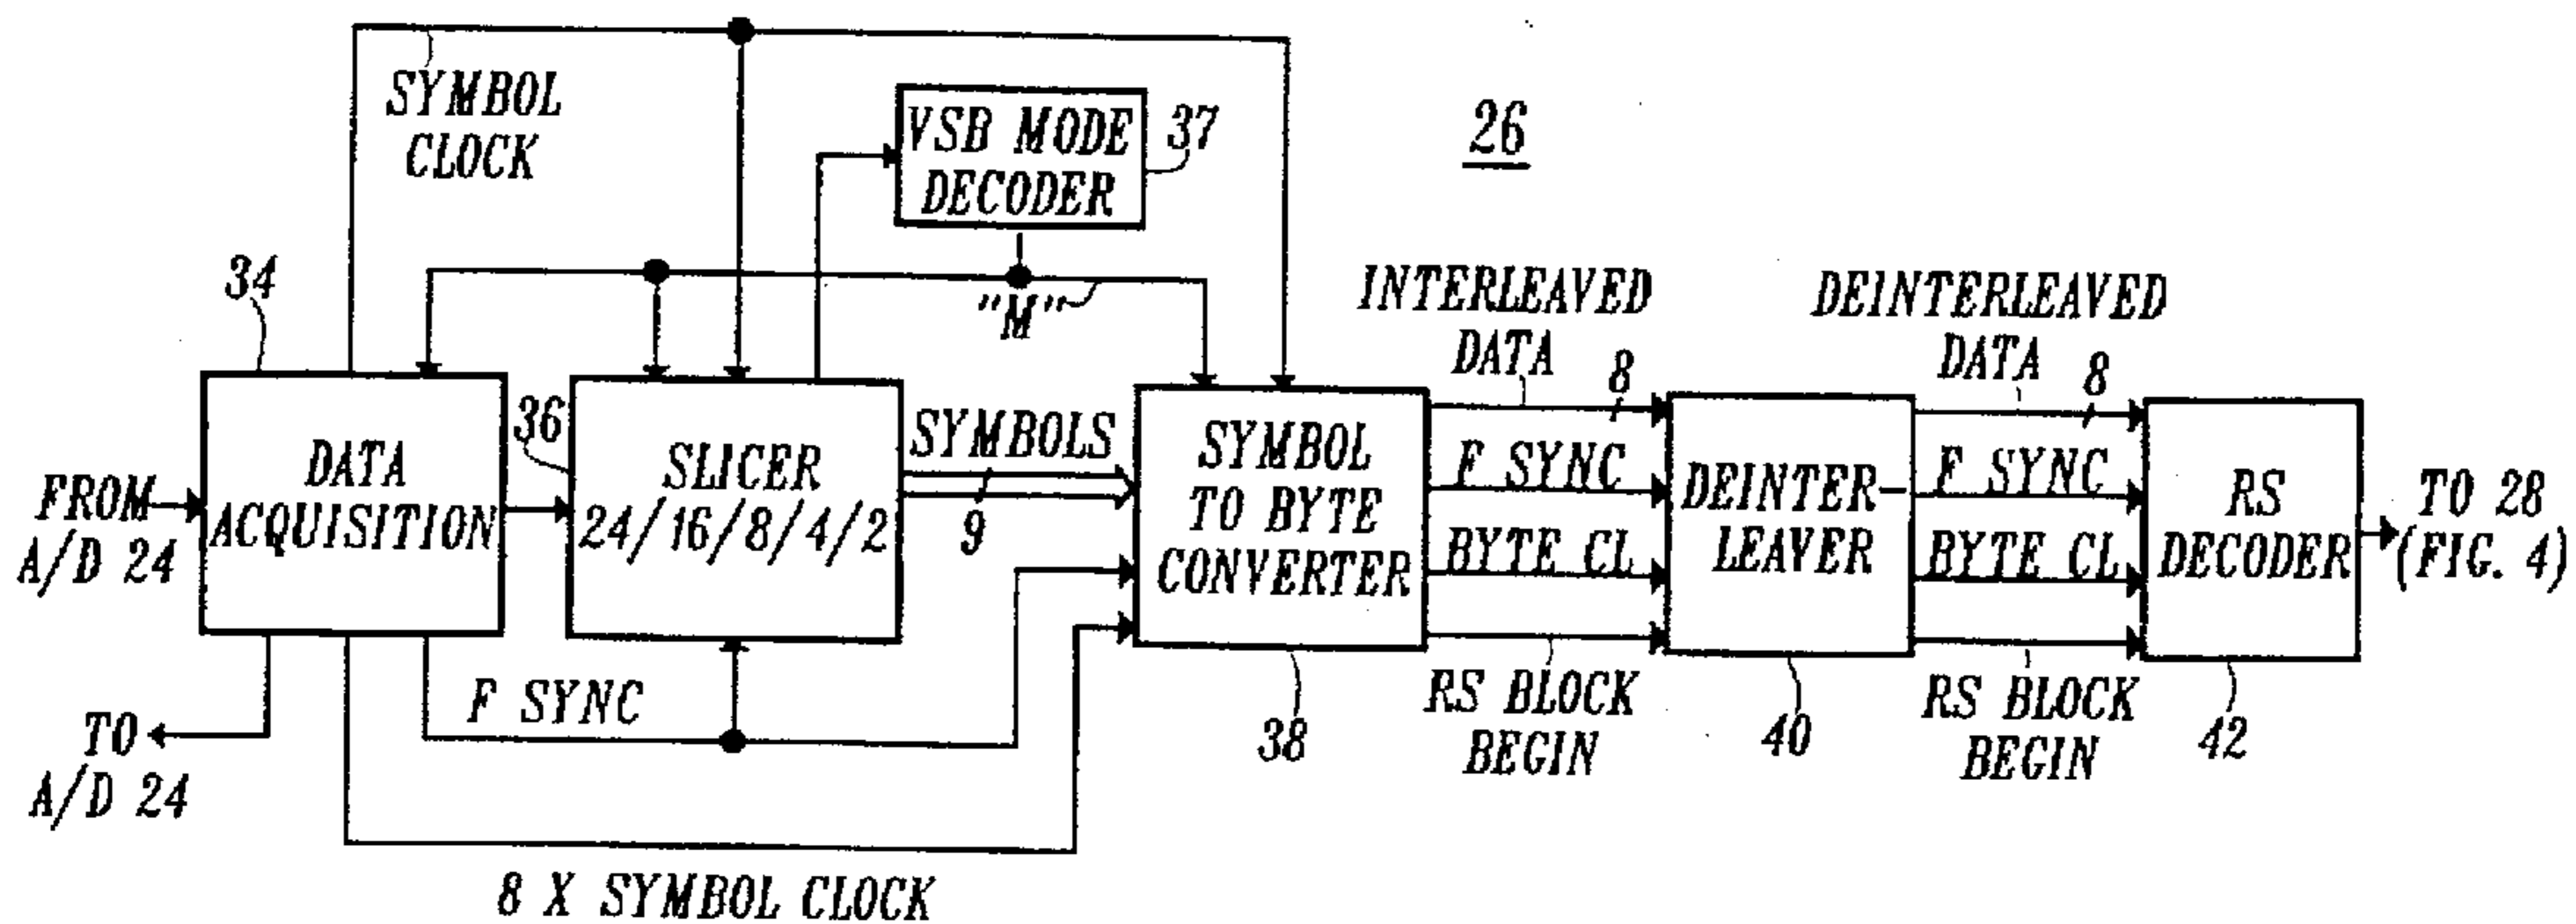 SYMBOL
CLOCK
VSB MODE
DECODER
37
26
34
"M"
INTERLEAVED
DATA
8
DEINTERLEAVED
DATA
8
FROM
A/D 24
DATA
ACQUISITION
36
SLICER
24/16/8/4/2
SYMBOLS
9
SYMBOL
TO BYTE
CONVERTER
F SYNC
BYTE CL
RS BLOCK
BEGIN
DEINTER-
LEAVER
F SYNC
BYTE CL
RS BLOCK
BEGIN
RS
DECODER
TO 28
(FIG. 4)
TO
A/D 24
F SYNC
38
40
42
8 X SYMBOL CLOCK